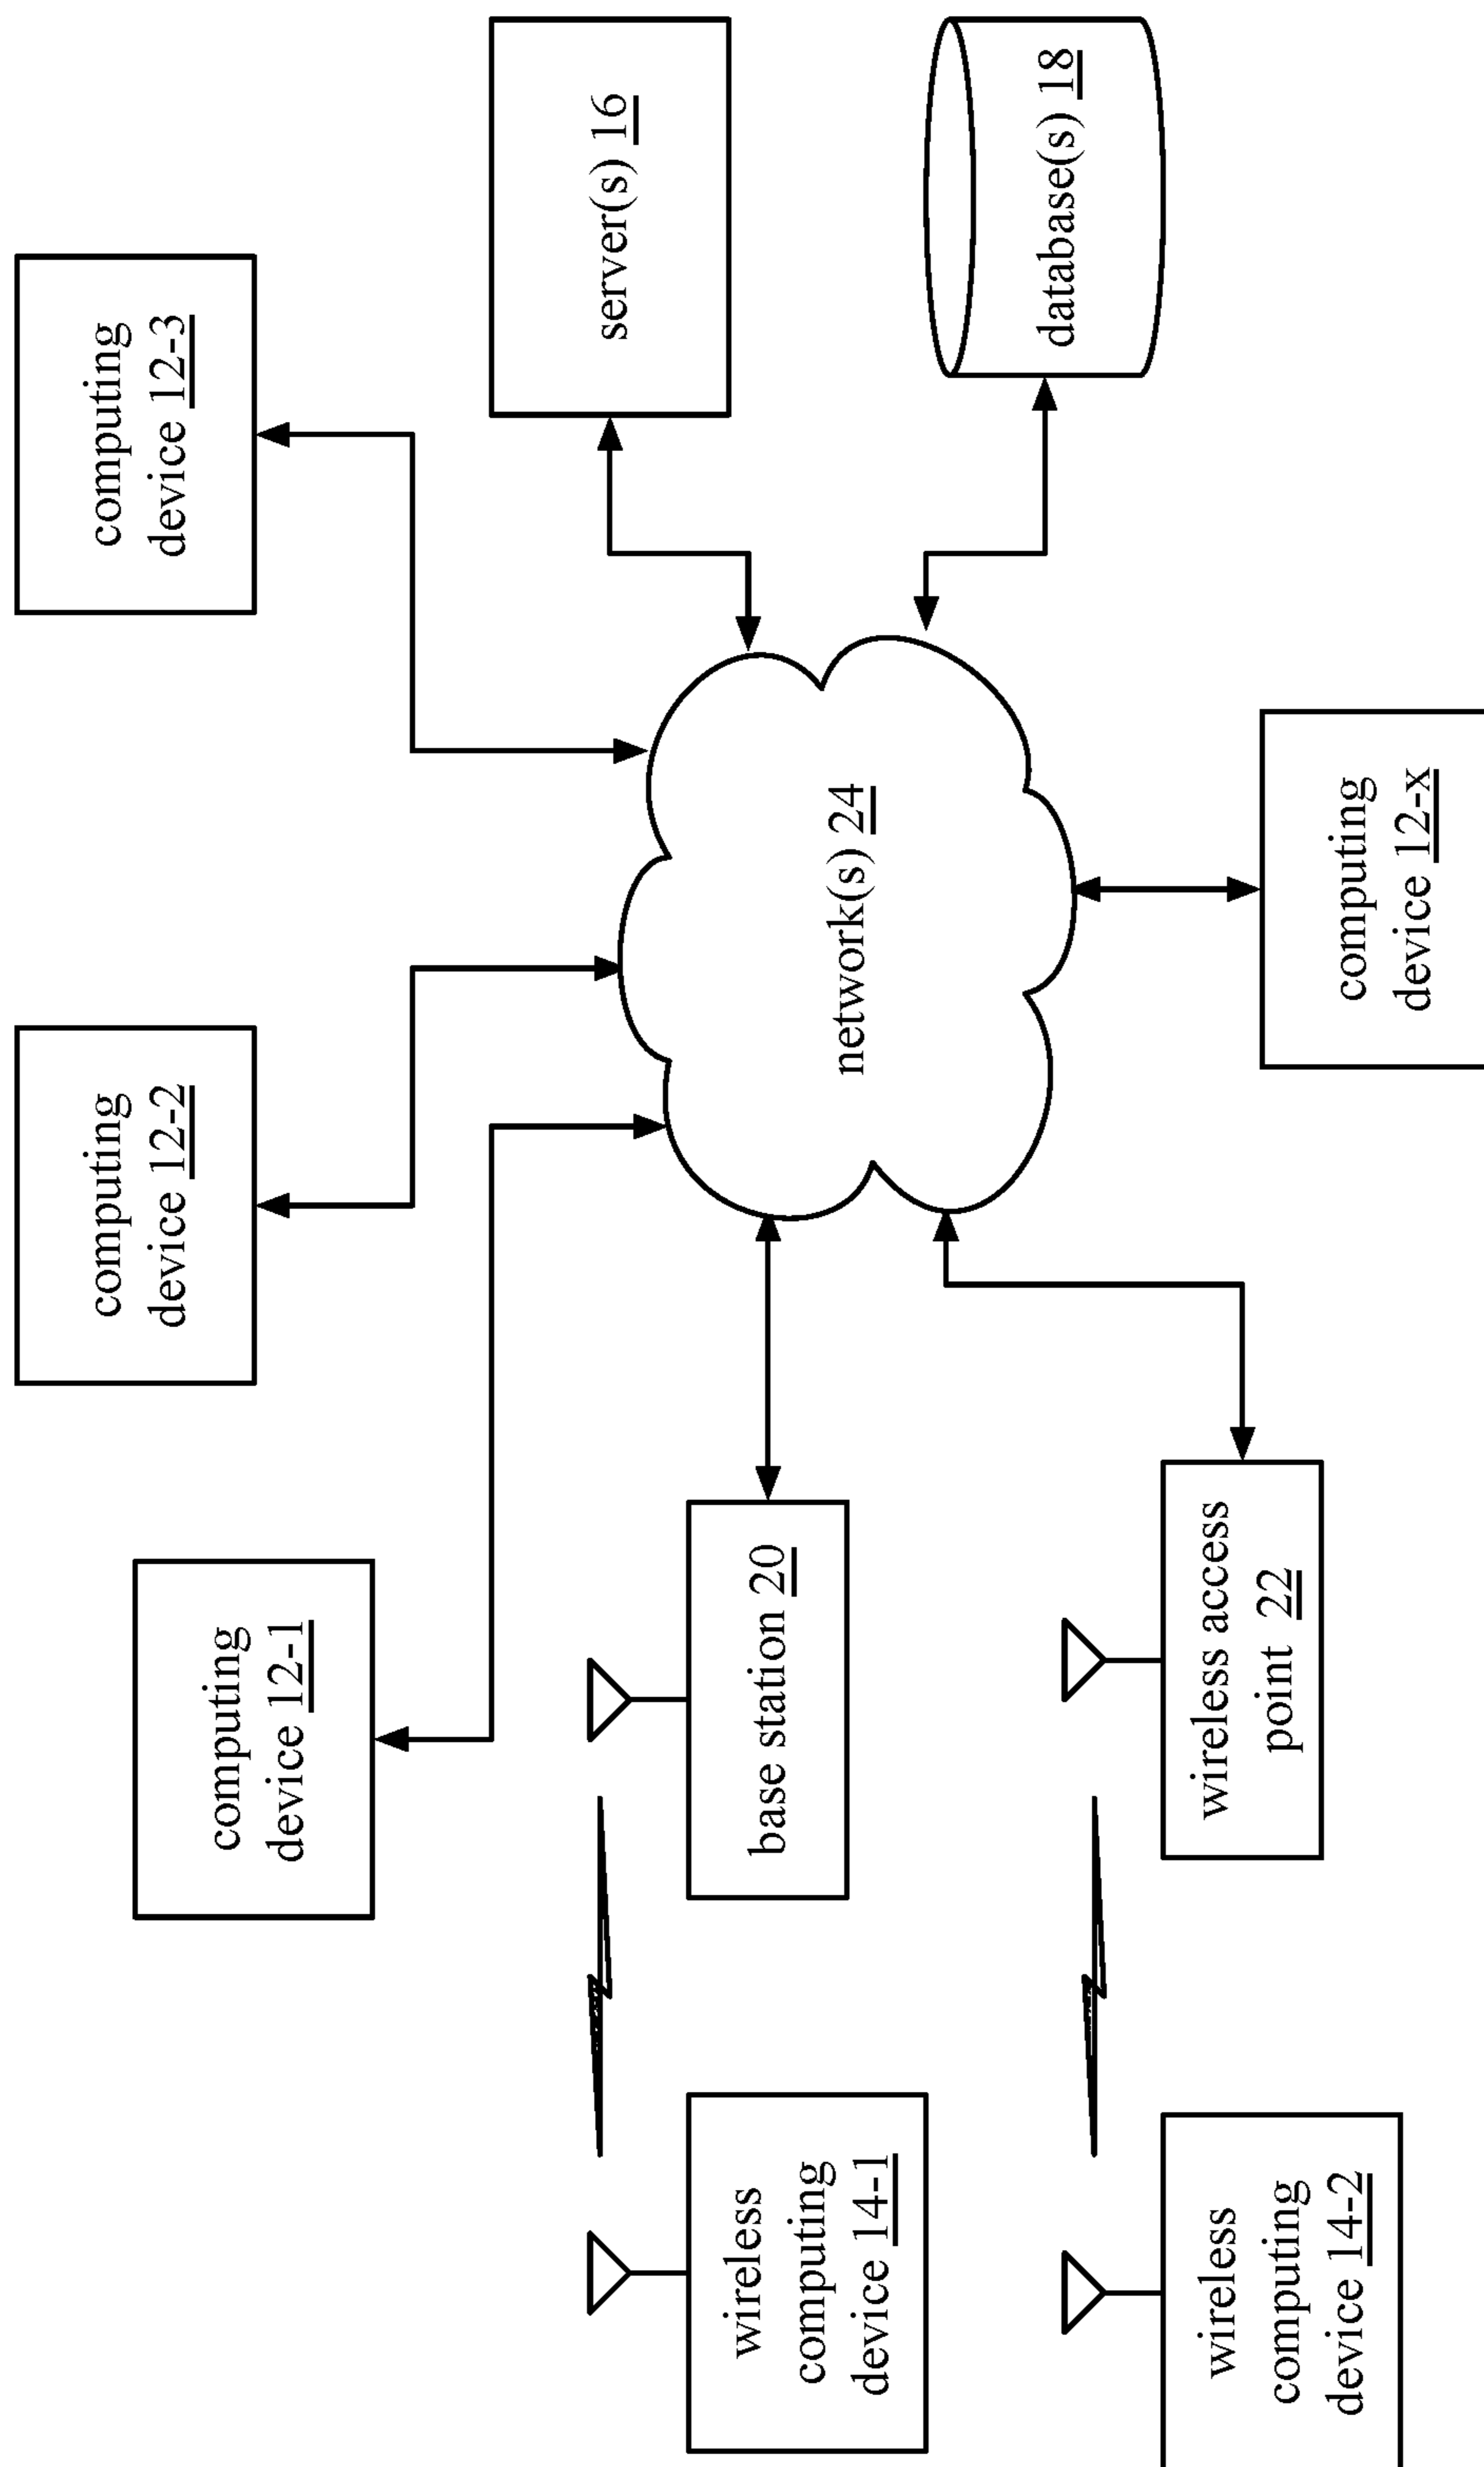 computing
device 12-1
computing
device 12-2
computing
device 12-3
server(s) 16
database(s) 18
network(s) 24
base station 20
wireless
computing
device 14-1
wireless access
point 22
wireless
computing
device 14-2
computing
device 12-x